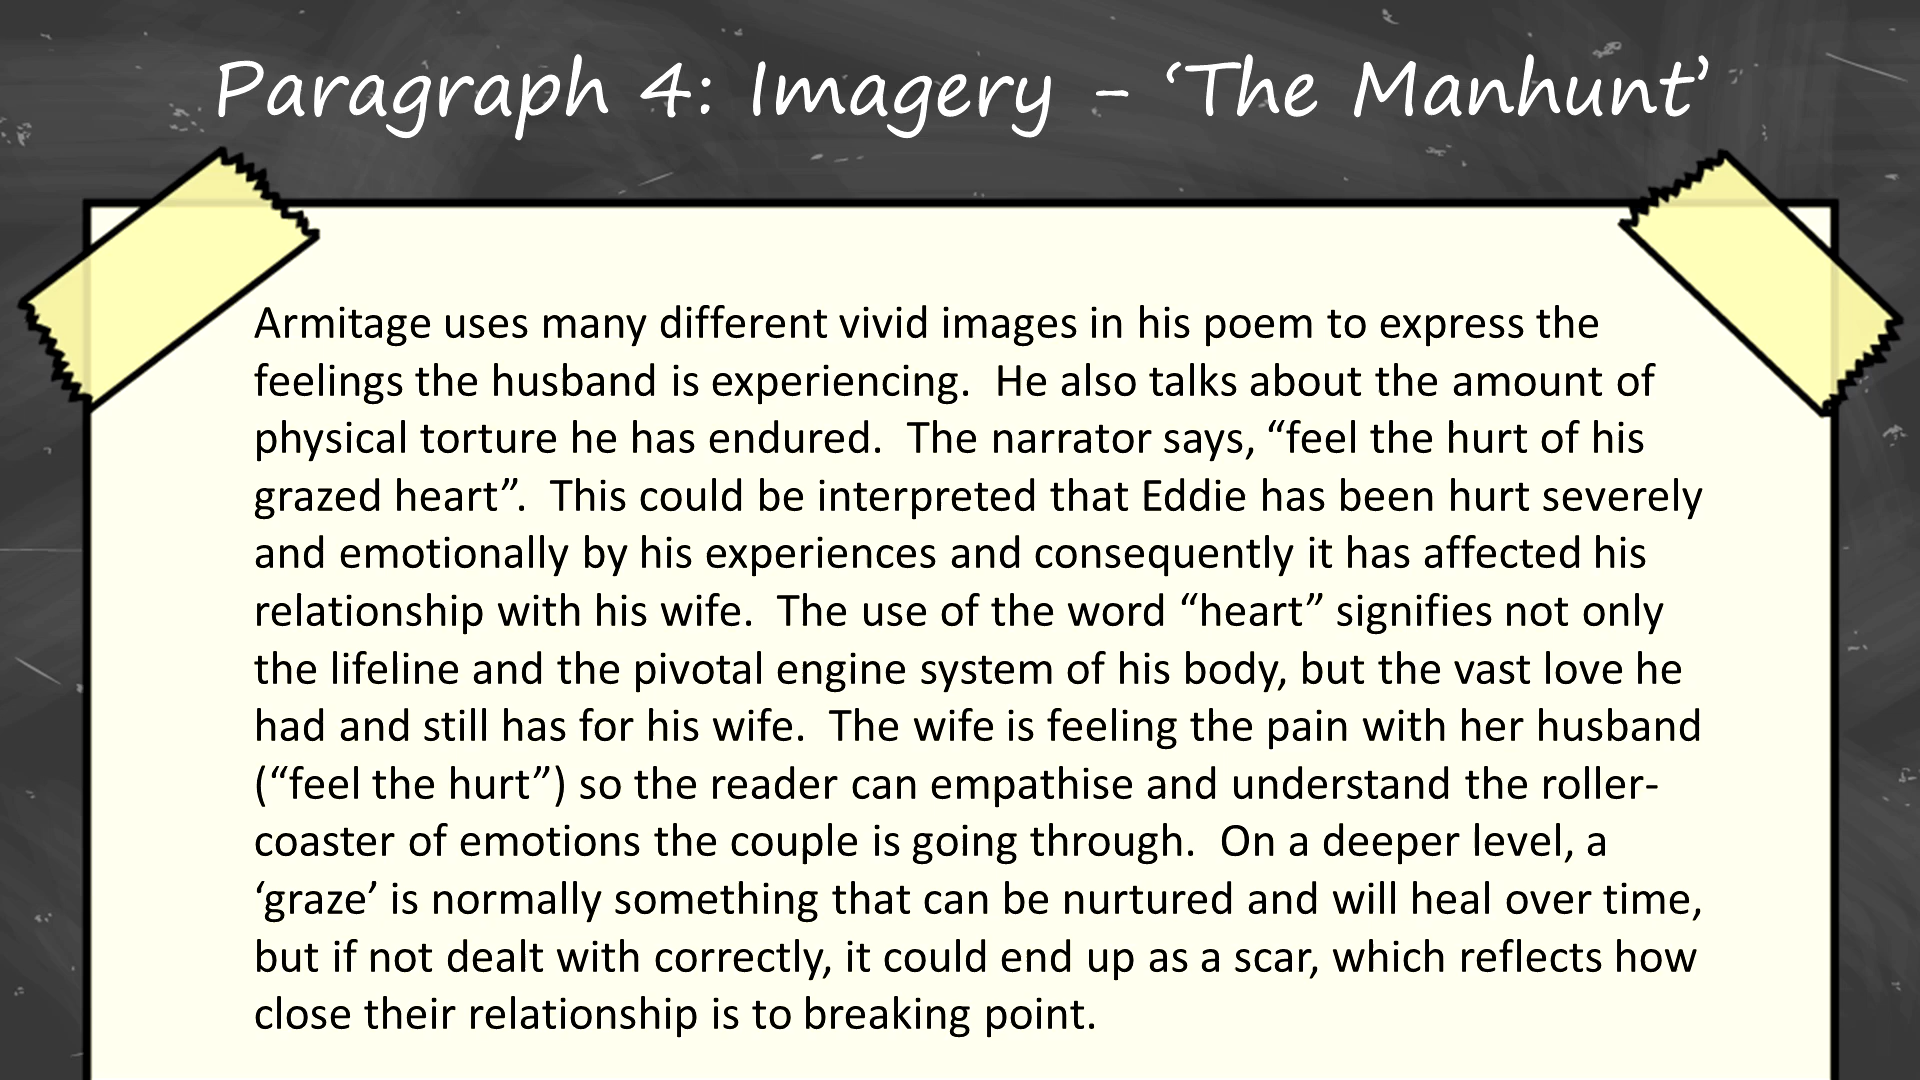 Paragraph 4: Imagery - ‘The Manhunt’
Armitage uses many different vivid images in his poem to express the
feelings the husband is experiencing.  He also talks about the amount of
physical torture he has endured.  The narrator says, “feel the hurt of his
grazed heart”.  This could be interpreted that Eddie has been hurt severely
and emotionally by his experiences and consequently it has affected his
relationship with his wife.  The use of the word “heart” signifies not only
the lifeline and the pivotal engine system of his body, but the vast love he
had and still has for his wife.  The wife is feeling the pain with her husband
(“feel the hurt”) so the reader can empathise and understand the roller-
coaster of emotions the couple is going through.  On a deeper level, a
‘graze’ is normally something that can be nurtured and will heal over time,
but if not dealt with correctly, it could end up as a scar, which reflects how
close their relationship is to breaking point.